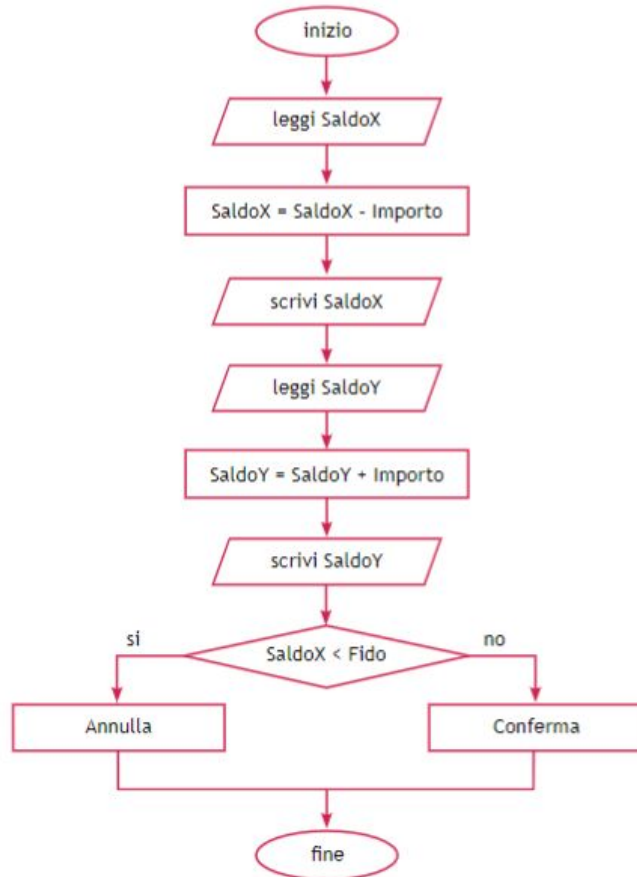 inizio
leggi SaldoX
SaldoX = SaldoX - Importo
scrivi SaldoX
leggi SaldoY
SaldoY = SaldoY + Importo
scrivi SaldoY
si
SaldoX < Fido
no
Annulla
Conferma
fine